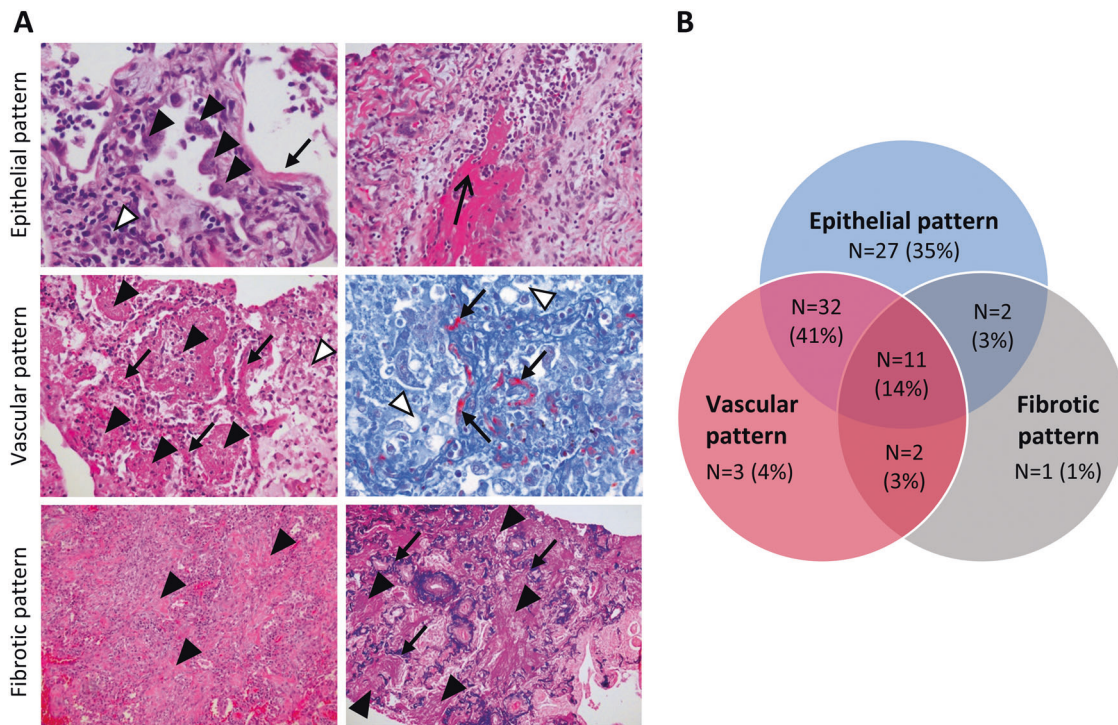 A
B
Epithelial pattern
Vascular pattern
Fibrotic pattern
Epithelial pattern
N=27 (35%)
N=32
(41%)
N=2
(3%)
N=11
(14%)
Vascular
pattern
N=3 (4%)
Fibrotic
pattern
N=1 (1%)
N=2
(3%)